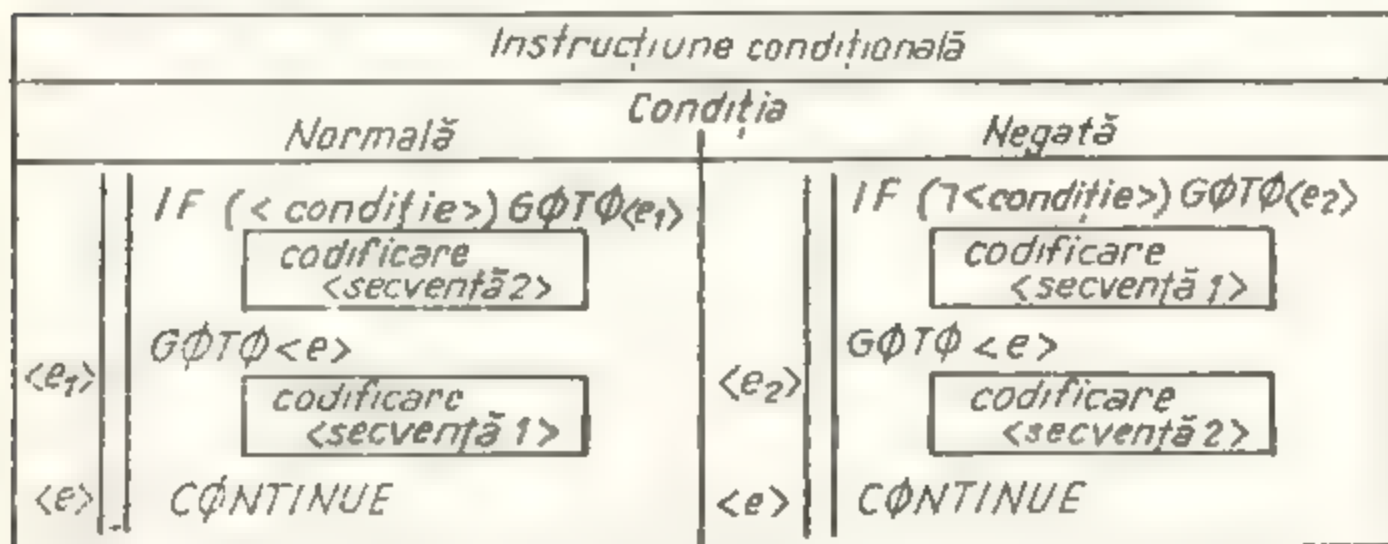 Instrucțiune condițională
Condiția
Normală
Negată
IF (<condiție>) GØTØ<e₁>
codificare
<secvență 2>
GØTØ<e>
<e₁>
codificare
<secvență 1>
<e> CØNTINUE
IF (⅂<condiție>) GØTØ<e₂>
codificare
<secvență 1>
GØTØ <e>
<e₂>
codificare
<secvență 2>
<e> CØNTINUE